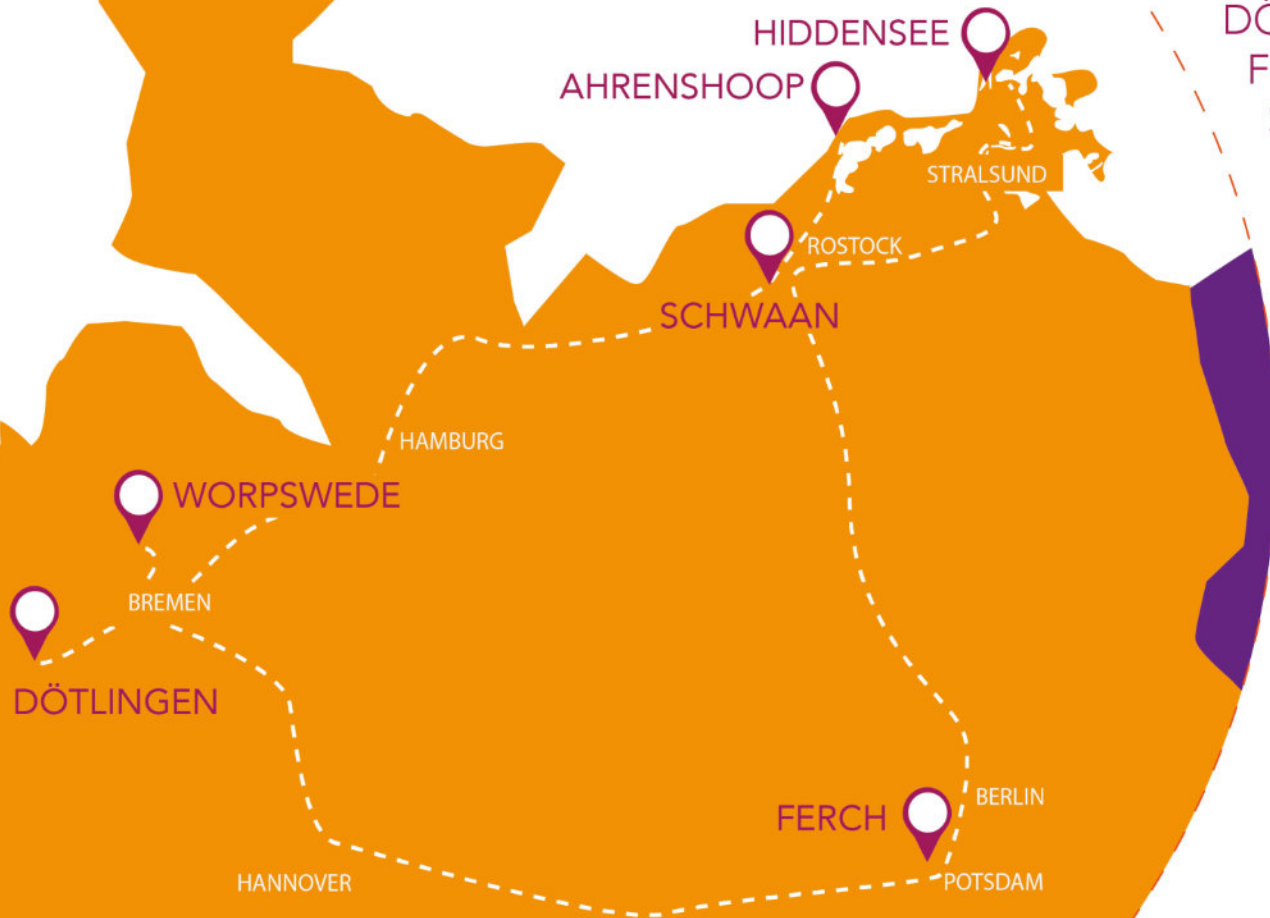 HIDDENSEE
AHRENSHOOP
STRALSUND
ROSTOCK
SCHWAAN
HAMBURG
WORPSWEDE
BREMEN
DÖTLINGEN
BERLIN
FERCH
HANNOVER
POTSDAM